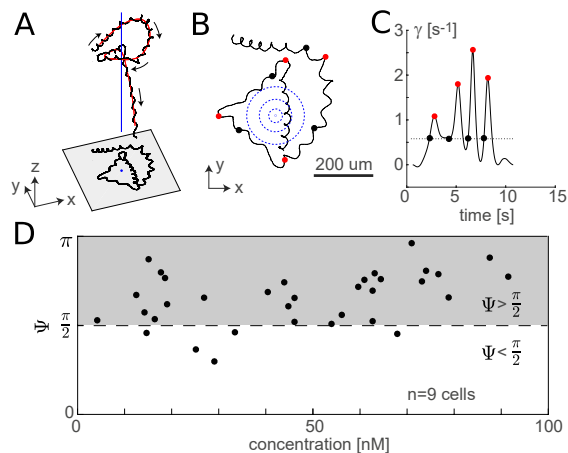 A
z
y
x
B
y
x
200 um
C
γ [s-1]
3
2
1
0
0
5
10
15
time [s]
D
π
Ψ
π/2
0
Ψ > π/2
Ψ < π/2
n=9 cells
0
50
100
concentration [nM]